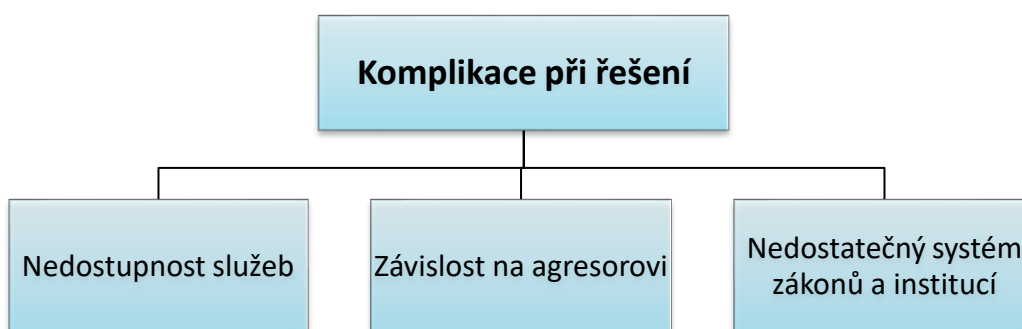 Komplikace při řešení
Nedostupnost služeb
Závislost na agresorovi
Nedostatečný systém
zákonů a institucí